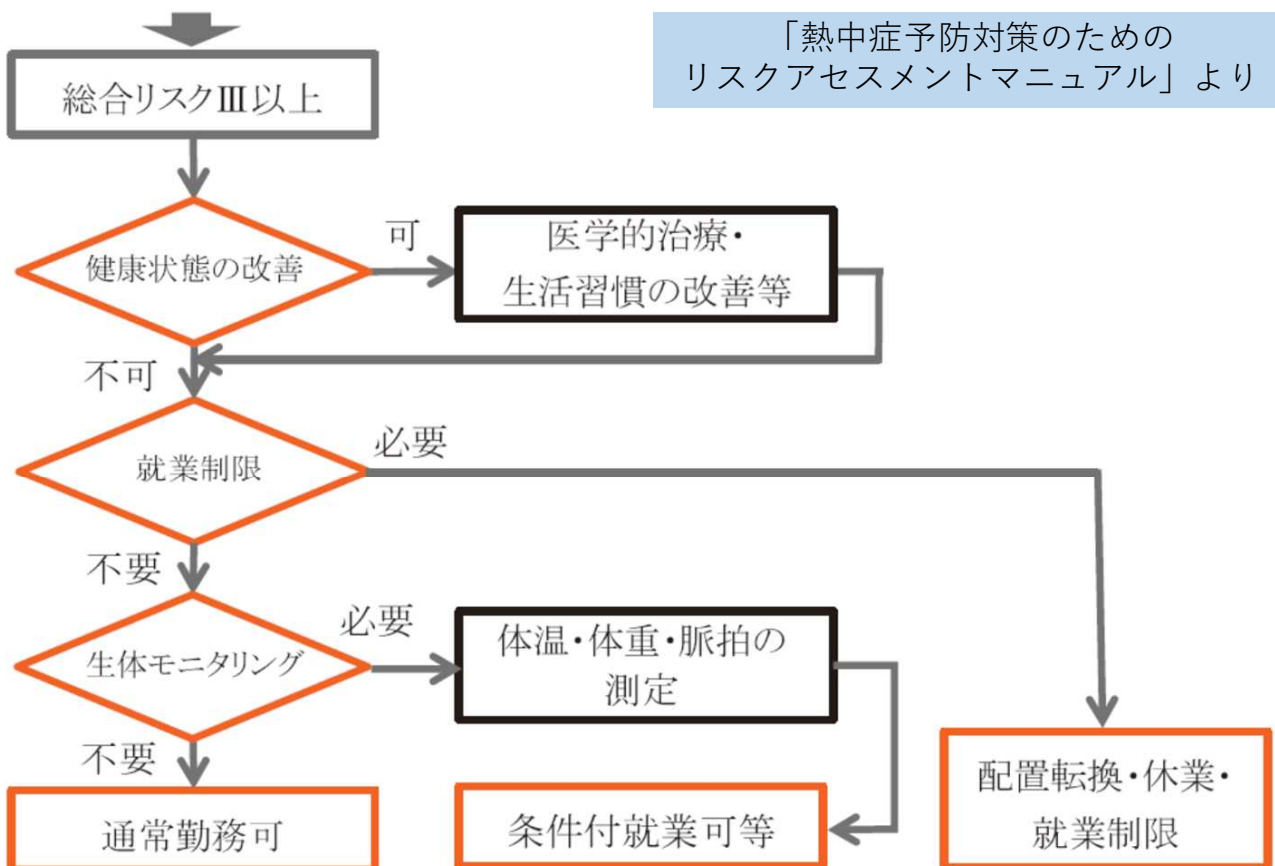 「熱中症予防対策のための
リスクアセスメントマニュアル」より
総合リスクⅢ以上
健康状態の改善
可
医学的治療・
生活習慣の改善等
不可
就業制限
必要
不要
生体モニタリング
必要
体温・体重・脈拍の
測定
不要
通常勤務可
条件付就業可等
配置転換・休業・
就業制限